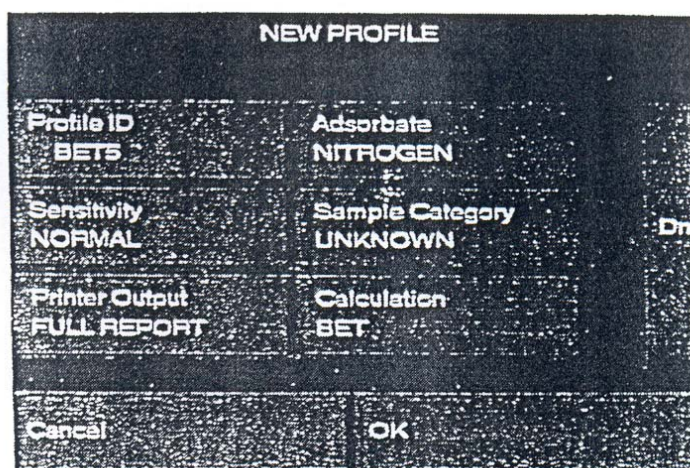 NEW PROFILE
Profile ID
BET5
Adsorbate
NITROGEN
Sensitivity
NORMAL
Sample Category
UNKNOWN
Printer Output
FULL REPORT
Calculation
BET
Cancel
OK